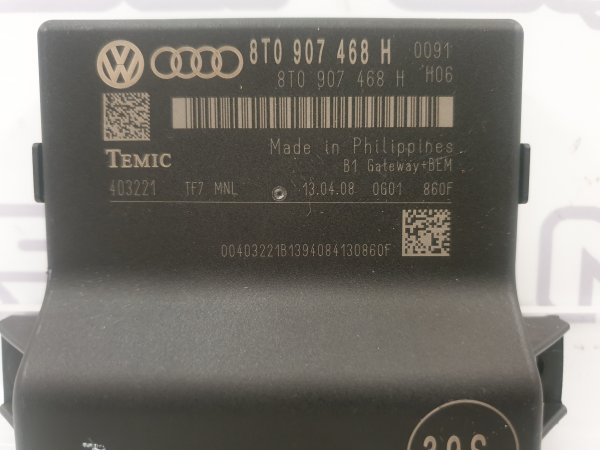 8T0 907 468 H 0091
8T0 907 468 H H06
TEMIC
Made in Philippines
B1 Gateway+BEM
403221 TF7 MNL 13.04.08 0G01 860F
00403221B1394084130860F